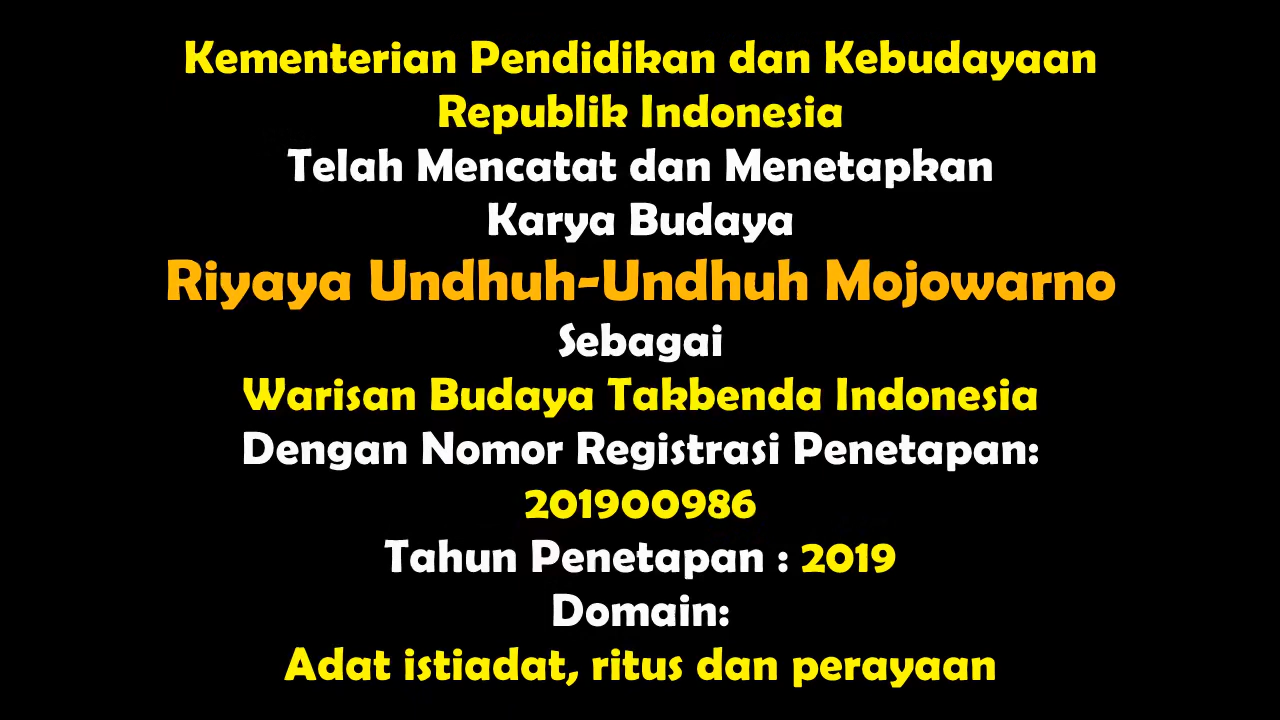 Kementerian Pendidikan dan Kebudayaan
Republik Indonesia
Telah Mencatat dan Menetapkan
Karya Budaya
Riyaya Undhuh-Undhuh Mojowarno
Sebagai
Warisan Budaya Takbenda Indonesia
Dengan Nomor Registrasi Penetapan:
201900986
Tahun Penetapan : 2019
Domain:
Adat istiadat, ritus dan perayaan